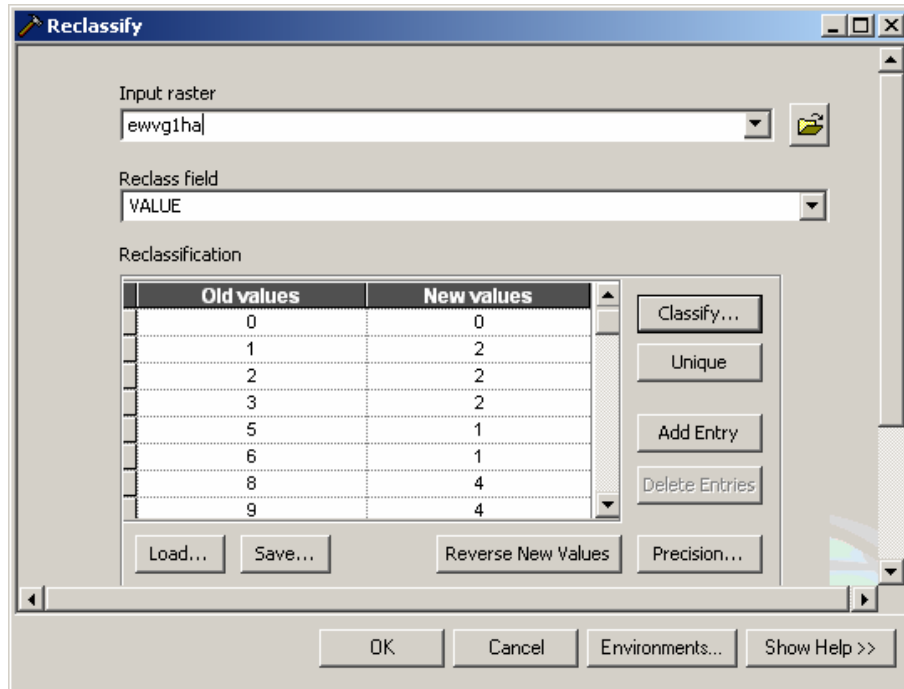 Reclassify
Input raster
ewvg1ha
Reclass field
VALUE
Reclassification
Old values New values
0 0
1 2
2 2
3 2
5 1
6 1
8 4
9 4
Classify...
Unique
Add Entry
Delete Entries
Load... Save... Reverse New Values Precision...
OK Cancel Environments... Show Help >>